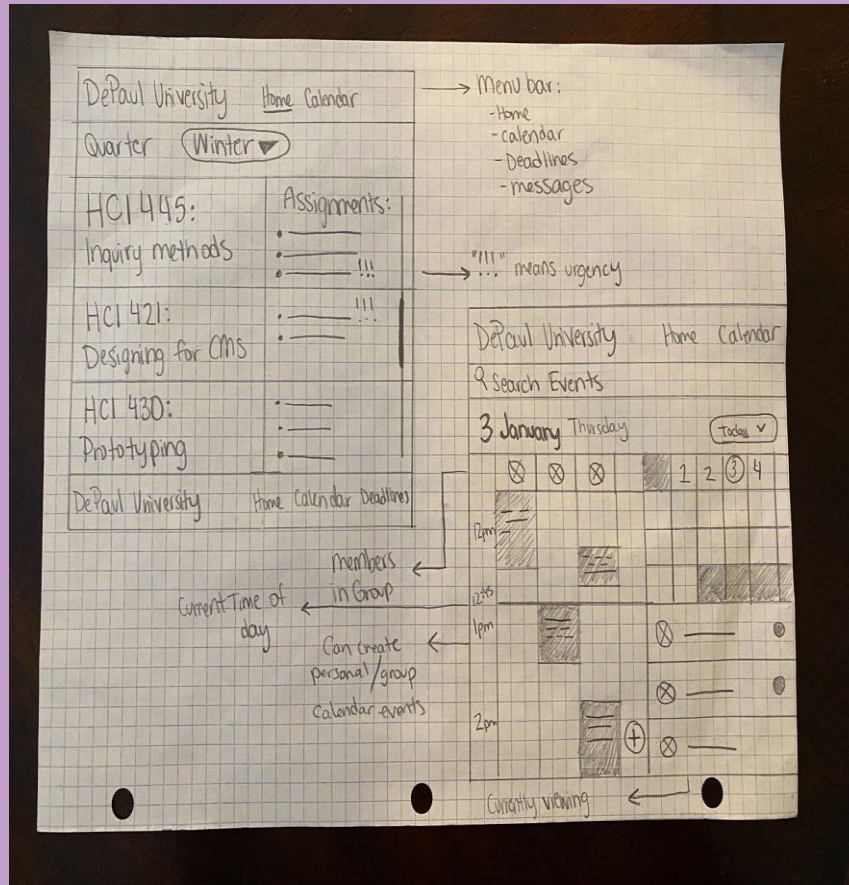 DePaul University Home Calendar
Quarter Winter
HCI 445:
Inquiry methods
Assignments:
!!!
HCI 421:
Designing for CMS
!!!
HCI 430:
Prototyping
DePaul University Home Calendar Deadlines
Menu bar:
- Home
- calendar
- Deadlines
- messages
"!!!" means urgency
DePaul University Home Calendar
Search Events
3 January Thursday Today
1 2 3 4
12pm
12:45
1pm
2pm
+
members
in Group
Current Time of
day
Can create
personal/group
calendar events
Currently viewing